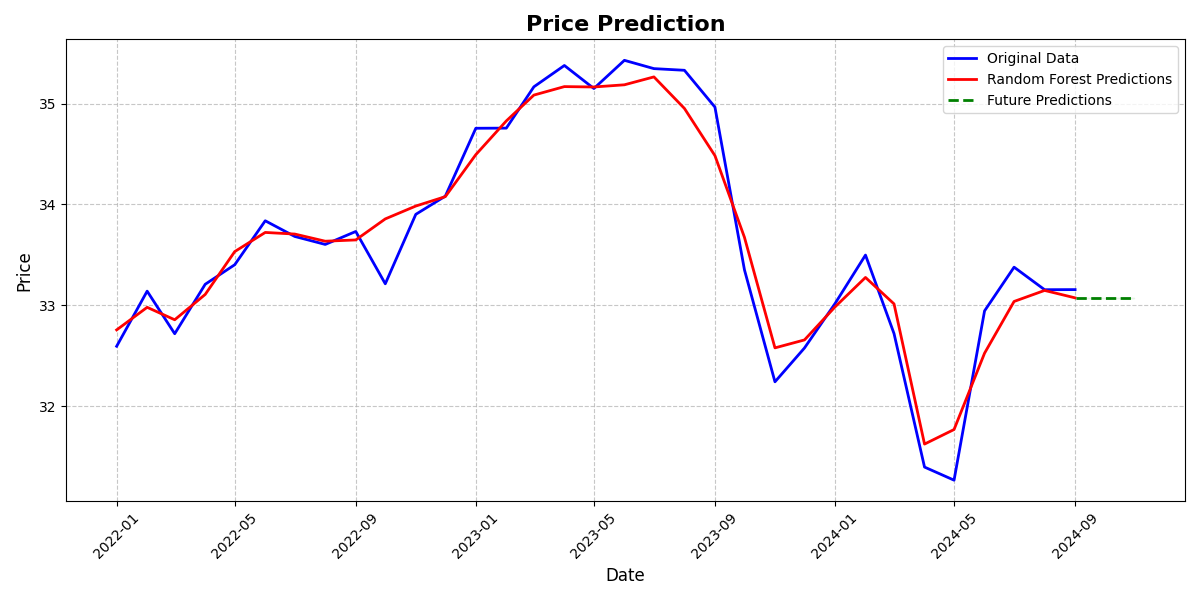 Price Prediction
Original Data
Random Forest Predictions
Future Predictions
Price
35
34
33
32
2022-01
2022-05
2022-09
2023-01
2023-05
2023-09
2024-01
2024-05
2024-09
Date